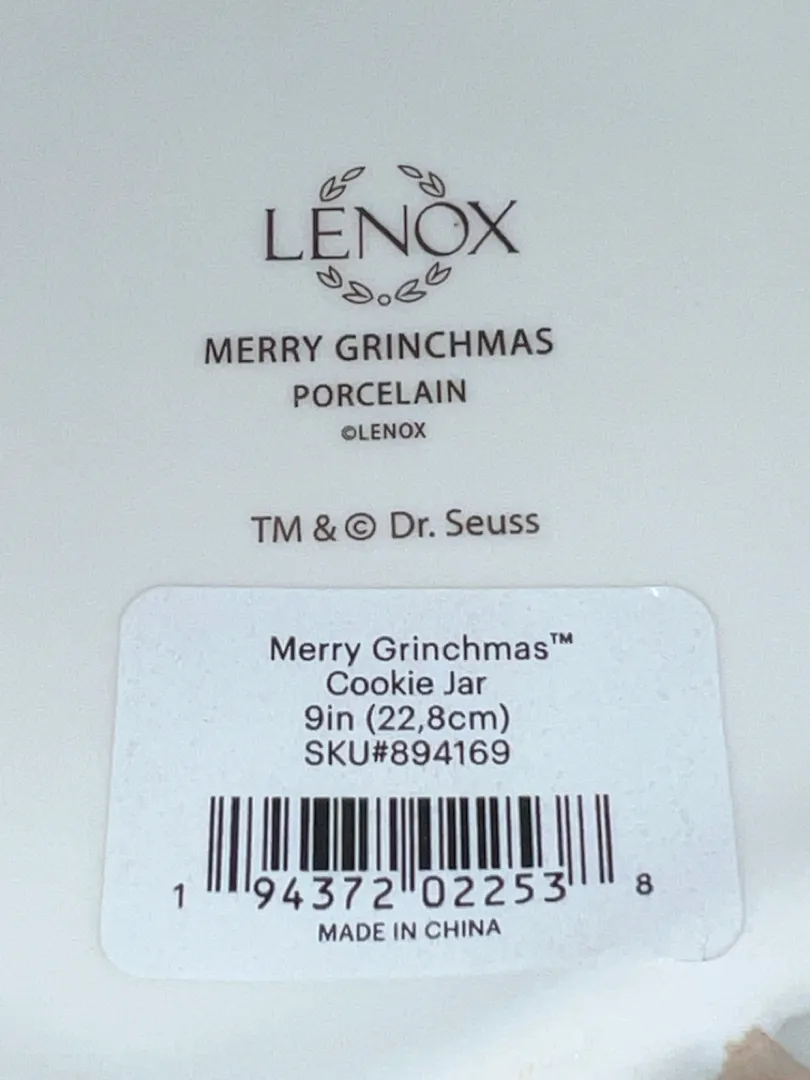 LENOX
MERRY GRINCHMAS
PORCELAIN
©LENOX
TM & © Dr. Seuss
Merry Grinchmas™
Cookie Jar
9in (22,8cm)
SKU#894169
1 94372 02253 8
MADE IN CHINA